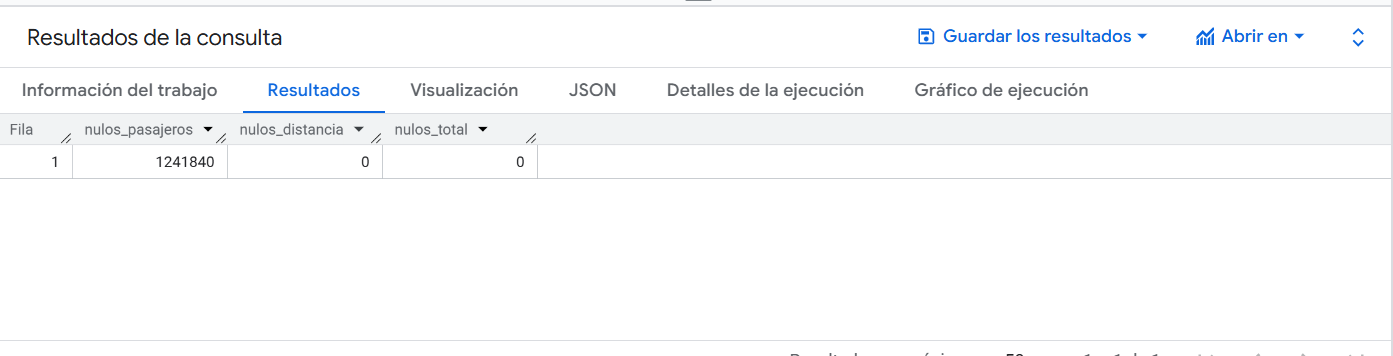 Resultados de la consulta
Guardar los resultados
Abrir en
Información del trabajo
Resultados
Visualización
JSON
Detalles de la ejecución
Gráfico de ejecución
Fila nulos_pasajeros nulos_distancia nulos_total
1 1241840 0 0